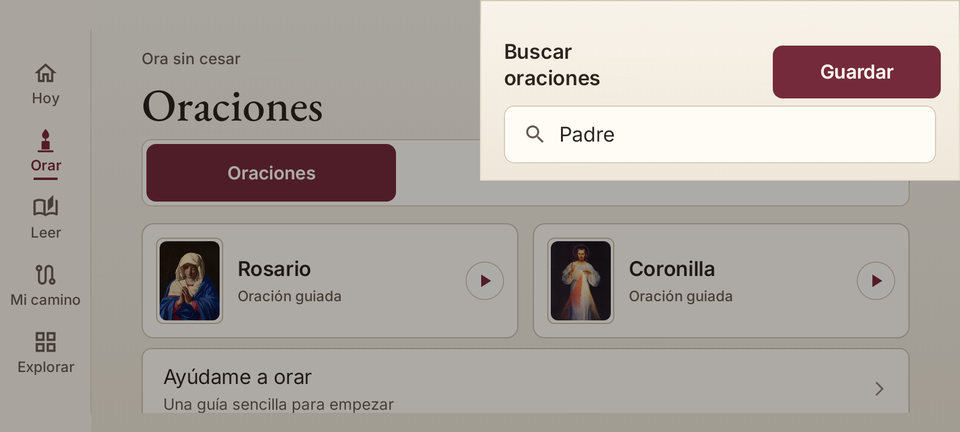 Hoy
Orar
Leer
Mi camino
Explorar
Ora sin cesar
Oraciones
Oraciones
Buscar
oraciones
Guardar
Padre
Rosario
Oración guiada
Coronilla
Oración guiada
Ayúdame a orar
Una guía sencilla para empezar